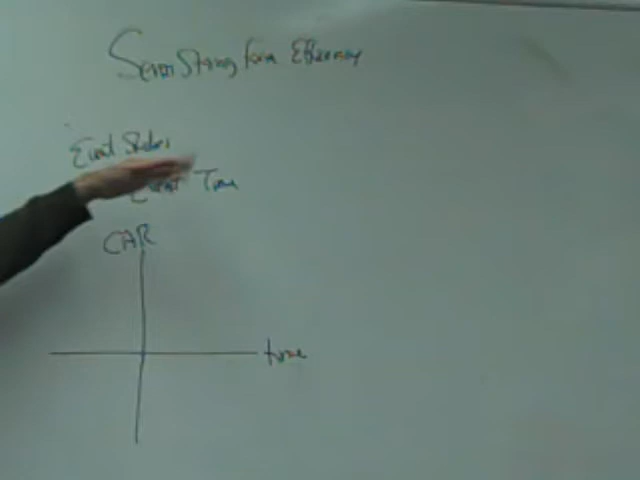 Semi Strong Form Efficiency
Event Studies
Event Time
CAR
time